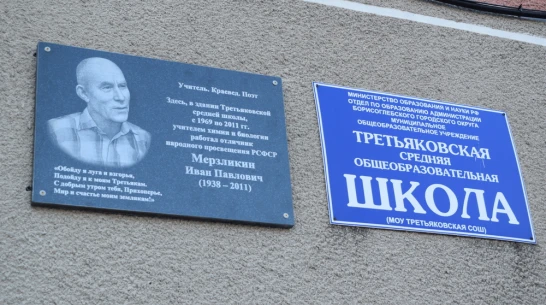 Учитель. Краевед. Поэт
Здесь, в здании Третьяковской
средней школы,
с 1969 по 2011 гг.
учителем химии и биологии
работал отличник
народного просвещения РСФСР
Мерзликин
Иван Павлович
(1938 – 2011)
«Обойду я луга и нагорья,
Подойду я к моим Третьякам.
С добрым утром тебе, Прихоперье,
Мир и счастье моим землякам!»
МИНИСТЕРСТВО ОБРАЗОВАНИЯ И НАУКИ РФ
ОТДЕЛ ПО ОБРАЗОВАНИЮ АДМИНИСТРАЦИИ
БОРИСОГЛЕБСКОГО ГОРОДСКОГО ОКРУГА
МУНИЦИПАЛЬНОЕ
ОБЩЕОБРАЗОВАТЕЛЬНОЕ УЧРЕЖДЕНИЕ
ТРЕТЬЯКОВСКАЯ
СРЕДНЯЯ
ОБЩЕОБРАЗОВАТЕЛЬНАЯ
ШКОЛА
(МОУ ТРЕТЬЯКОВСКАЯ СОШ)